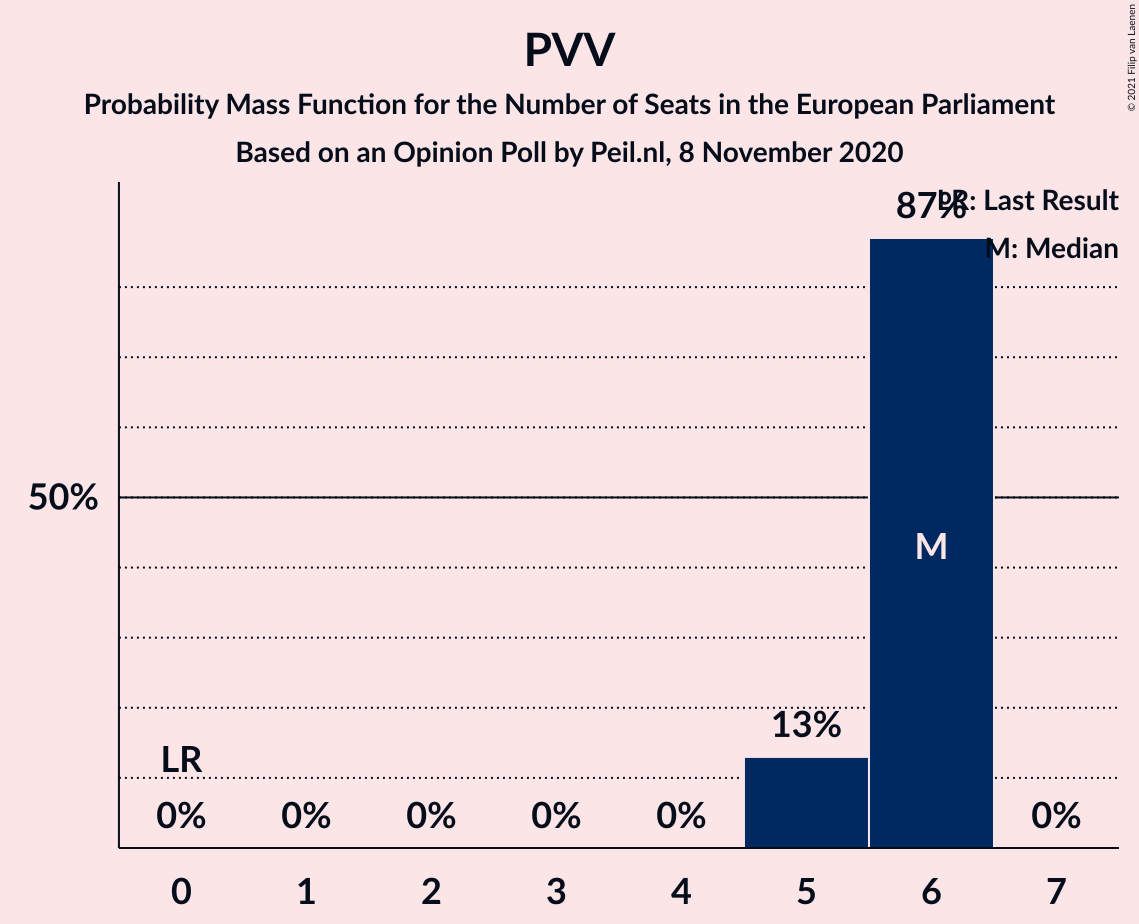 PVV
Probability Mass Function for the Number of Seats in the European Parliament
Based on an Opinion Poll by Peil.nl, 8 November 2020
© 2021 Filip van Laenen
87%
LR: Last Result
M: Median
50%
M
13%
LR
0% 0% 0% 0% 0% 0%
0 1 2 3 4 5 6 7